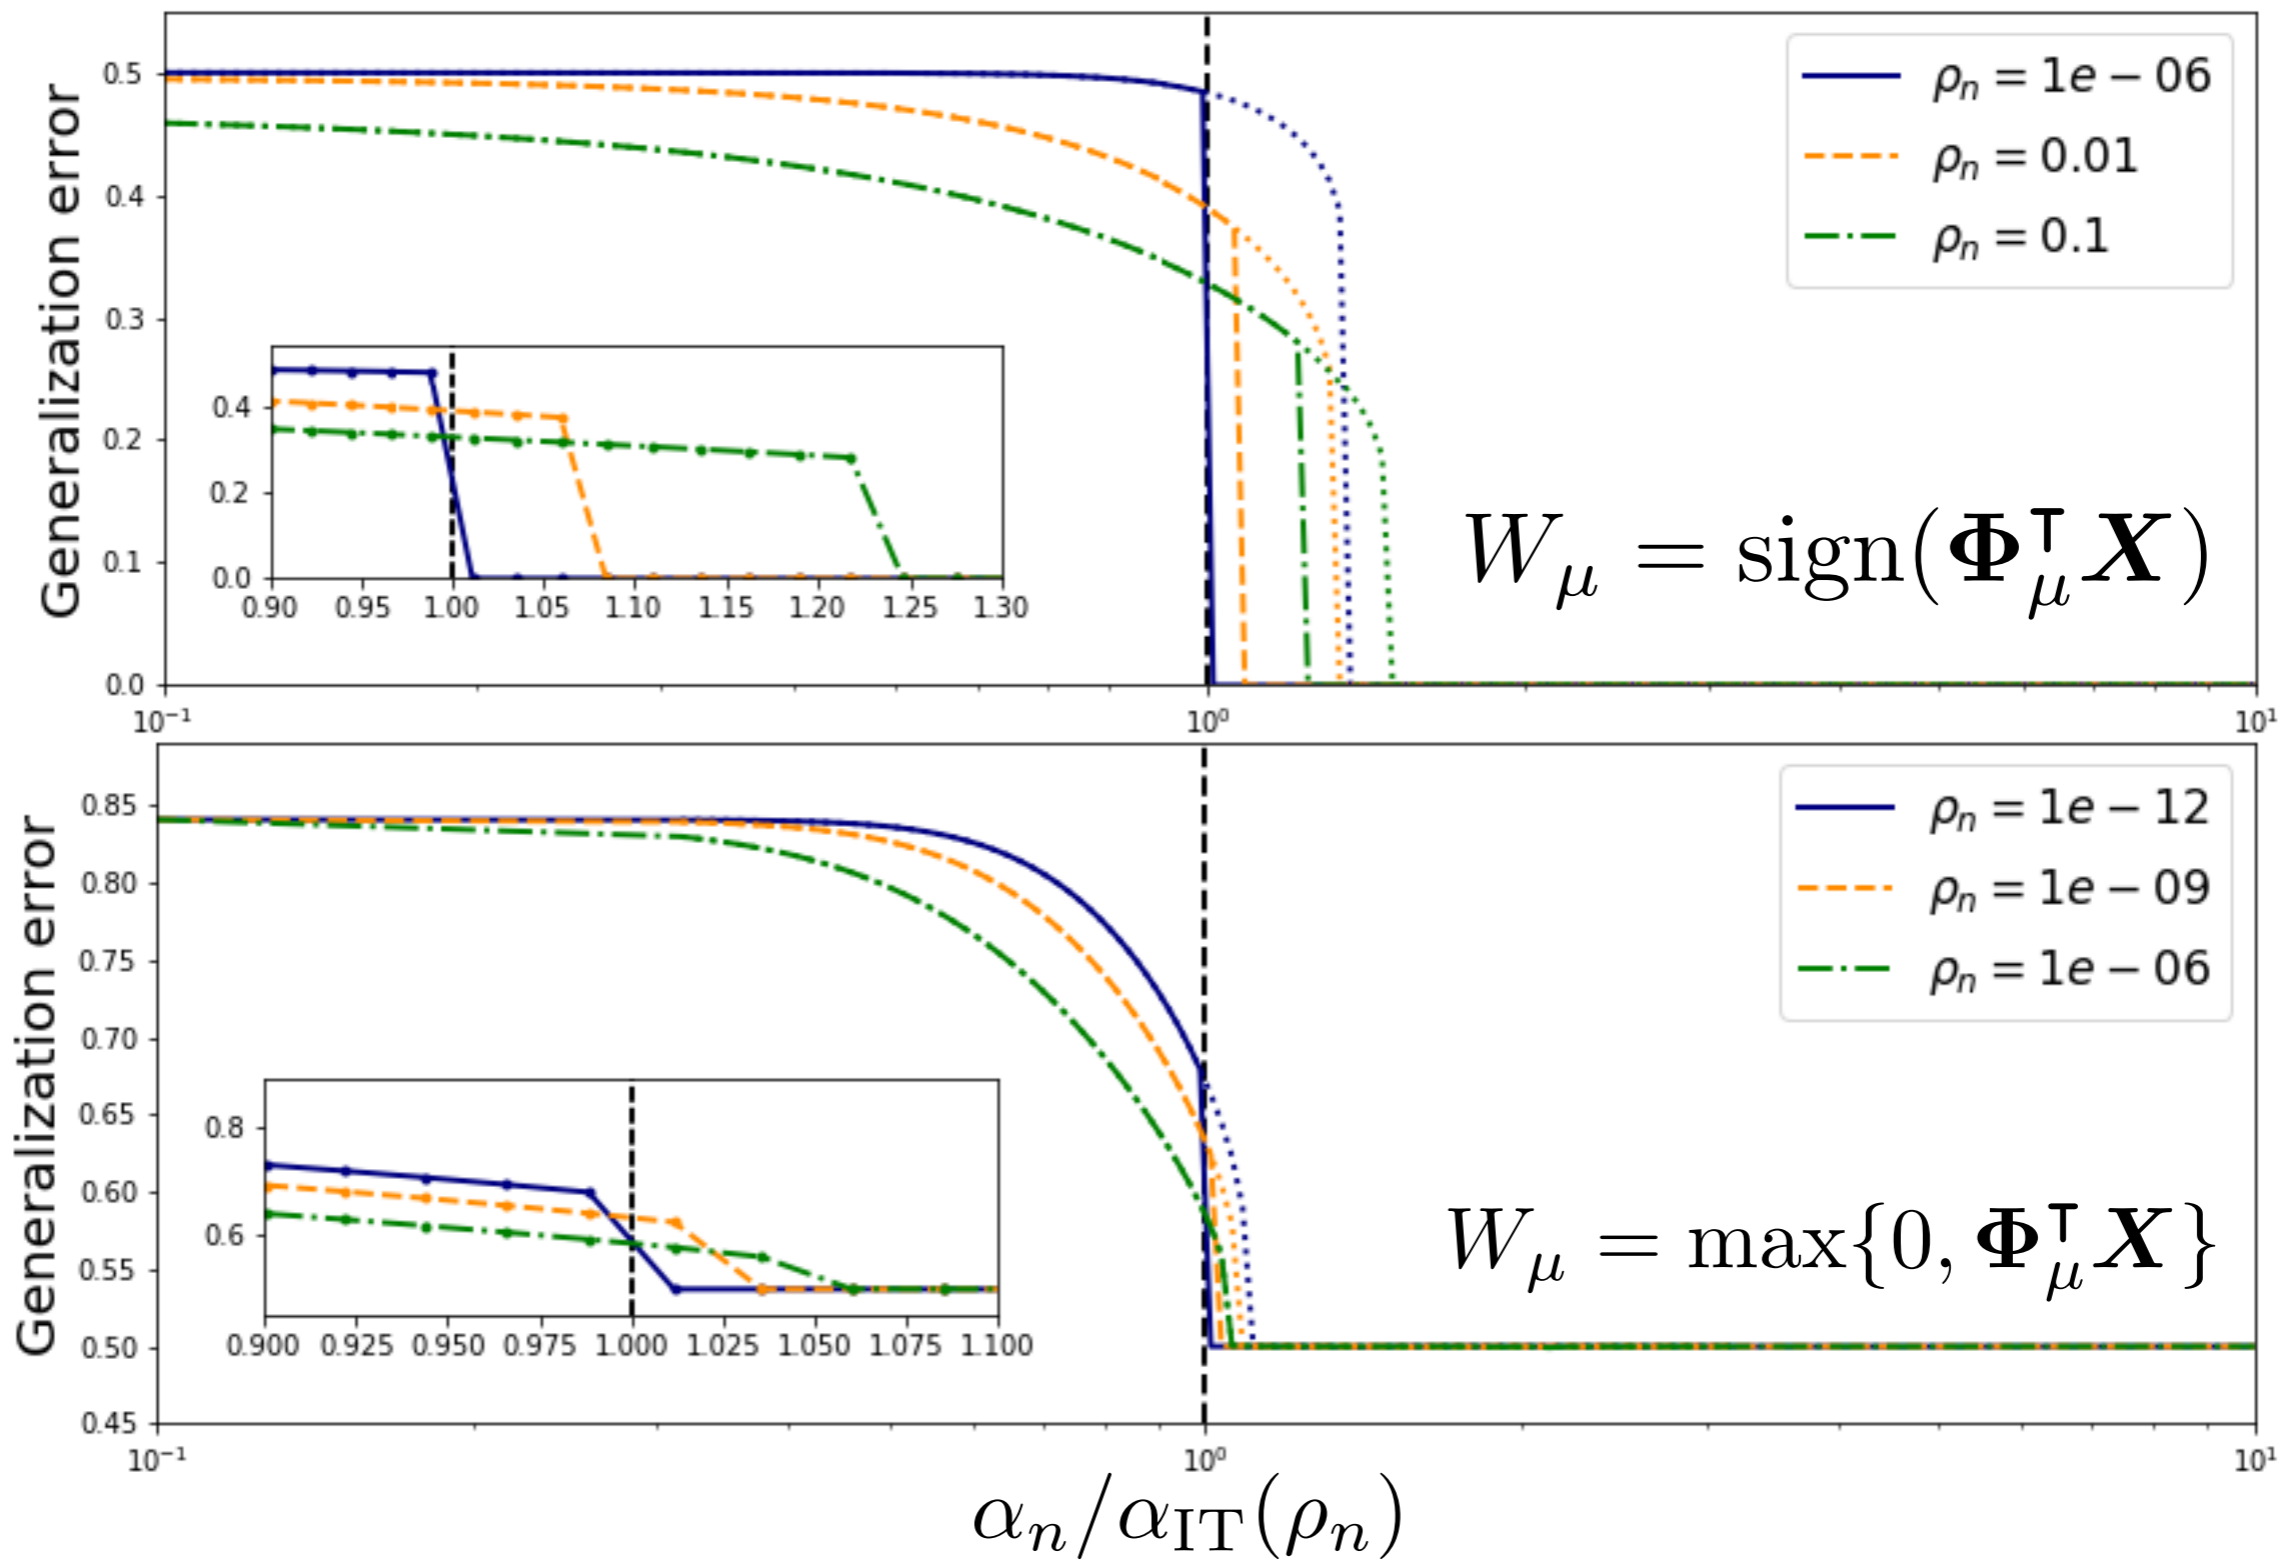 Generalization error
0.5
0.4
0.3
0.2
0.1
0.0
10⁻¹
10⁰
10¹
ρₙ = 1e − 06
ρₙ = 0.01
ρₙ = 0.1
0.4
0.2
0.0
0.90 0.95 1.00 1.05 1.10 1.15 1.20 1.25 1.30
W_μ = sign(Φ_μ^⊺ X)
Generalization error
0.85
0.80
0.75
0.70
0.65
0.60
0.55
0.50
0.45
10⁻¹
10⁰
10¹
ρₙ = 1e − 12
ρₙ = 1e − 09
ρₙ = 1e − 06
0.8
0.6
0.900 0.925 0.950 0.975 1.000 1.025 1.050 1.075 1.100
W_μ = max{0, Φ_μ^⊺ X}
αₙ/α_IT(ρₙ)